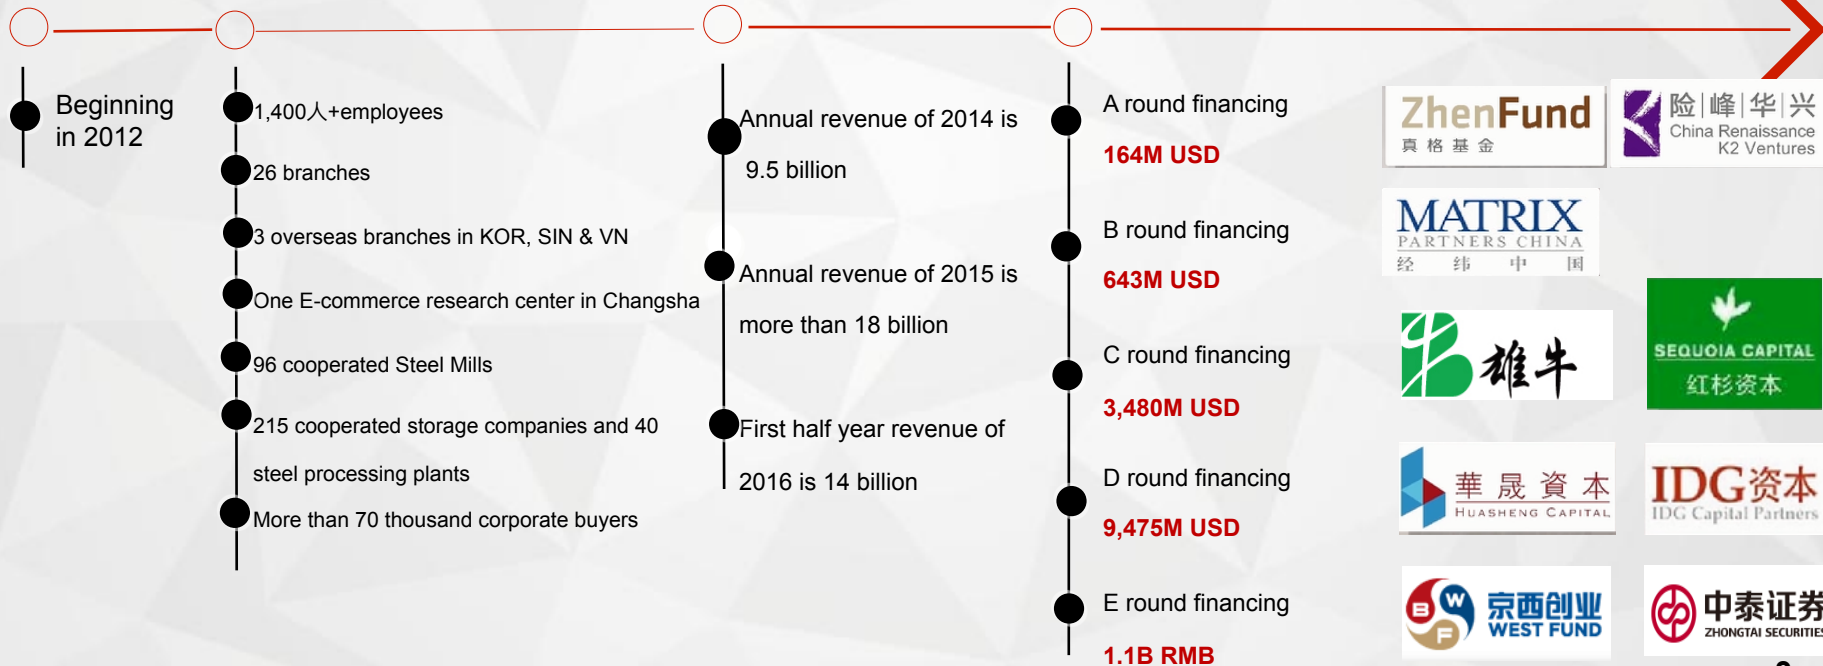 Beginning
in 2012
1,400人+employees
26 branches
3 overseas branches in KOR, SIN & VN
One E-commerce research center in Changsha
96 cooperated Steel Mills
215 cooperated storage companies and 40
steel processing plants
More than 70 thousand corporate buyers
Annual revenue of 2014 is
9.5 billion
Annual revenue of 2015 is
more than 18 billion
First half year revenue of
2016 is 14 billion
A round financing
164M USD
B round financing
643M USD
C round financing
3,480M USD
D round financing
9,475M USD
E round financing
1.1B RMB
ZhenFund
真格基金
险|峰|华|兴
China Renaissance
K2 Ventures
MATRIX
PARTNERS CHINA
经纬中国
雄牛
SEQUOIA CAPITAL
红杉资本
華晟資本
HUASHENG CAPITAL
IDG资本
IDG Capital Partners
BWF
京西创业
WEST FUND
中泰证券
ZHONGTAI SECURITIES